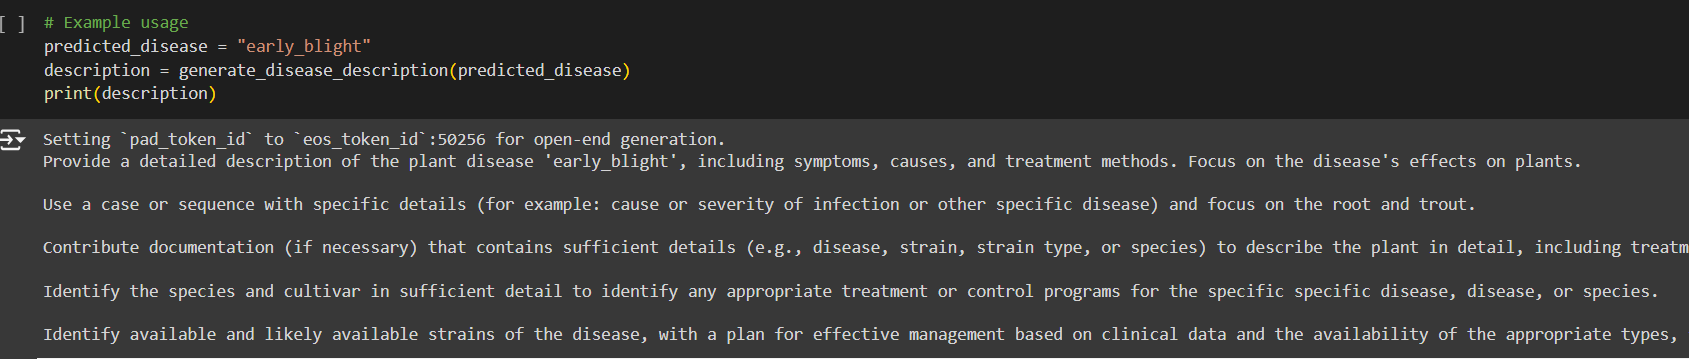 [ ] # Example usage
predicted_disease = "early_blight"
description = generate_disease_description(predicted_disease)
print(description)
Setting `pad_token_id` to `eos_token_id`:50256 for open-end generation.
Provide a detailed description of the plant disease 'early_blight', including symptoms, causes, and treatment methods. Focus on the disease's effects on plants.
Use a case or sequence with specific details (for example: cause or severity of infection or other specific disease) and focus on the root and trout.
Contribute documentation (if necessary) that contains sufficient details (e.g., disease, strain, strain type, or species) to describe the plant in detail, including treatm
Identify the species and cultivar in sufficient detail to identify any appropriate treatment or control programs for the specific specific disease, disease, or species.
Identify available and likely available strains of the disease, with a plan for effective management based on clinical data and the availability of the appropriate types,